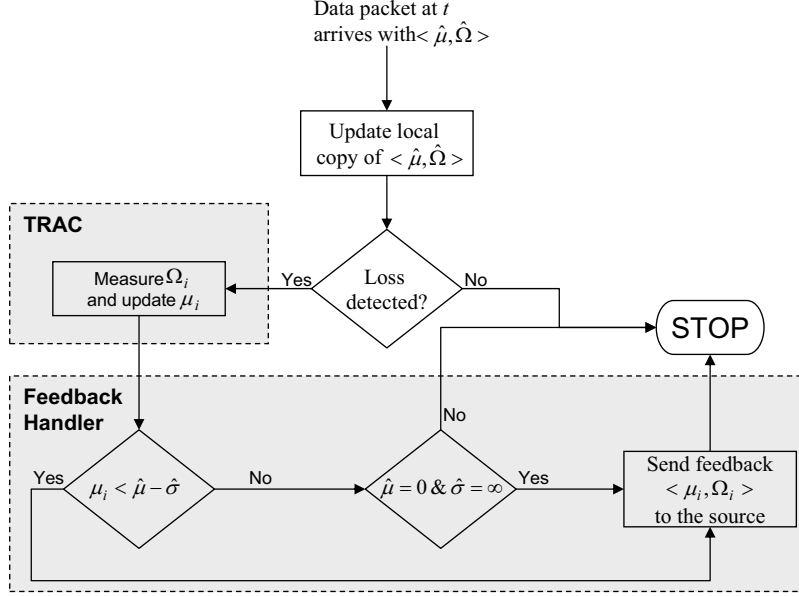 Data packet at t
arrives with< μ̂, Ω̂ >
Update local
copy of < μ̂, Ω̂ >
TRAC
Measure Ωᵢ
and update μᵢ
Yes
Loss
detected?
No
STOP
Feedback
Handler
No
Yes
μᵢ < μ̂ − σ̂
No
μ̂ = 0 & σ̂ = ∞
Yes
Send feedback
< μᵢ, Ωᵢ >
to the source